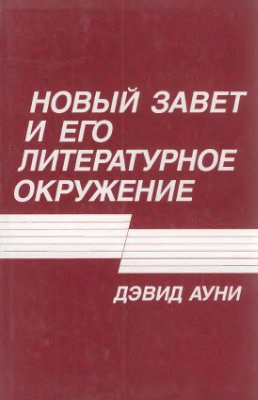 НОВЫЙ ЗАВЕТ
И ЕГО
ЛИТЕРАТУРНОЕ
ОКРУЖЕНИЕ
ДЭВИД АУНИ